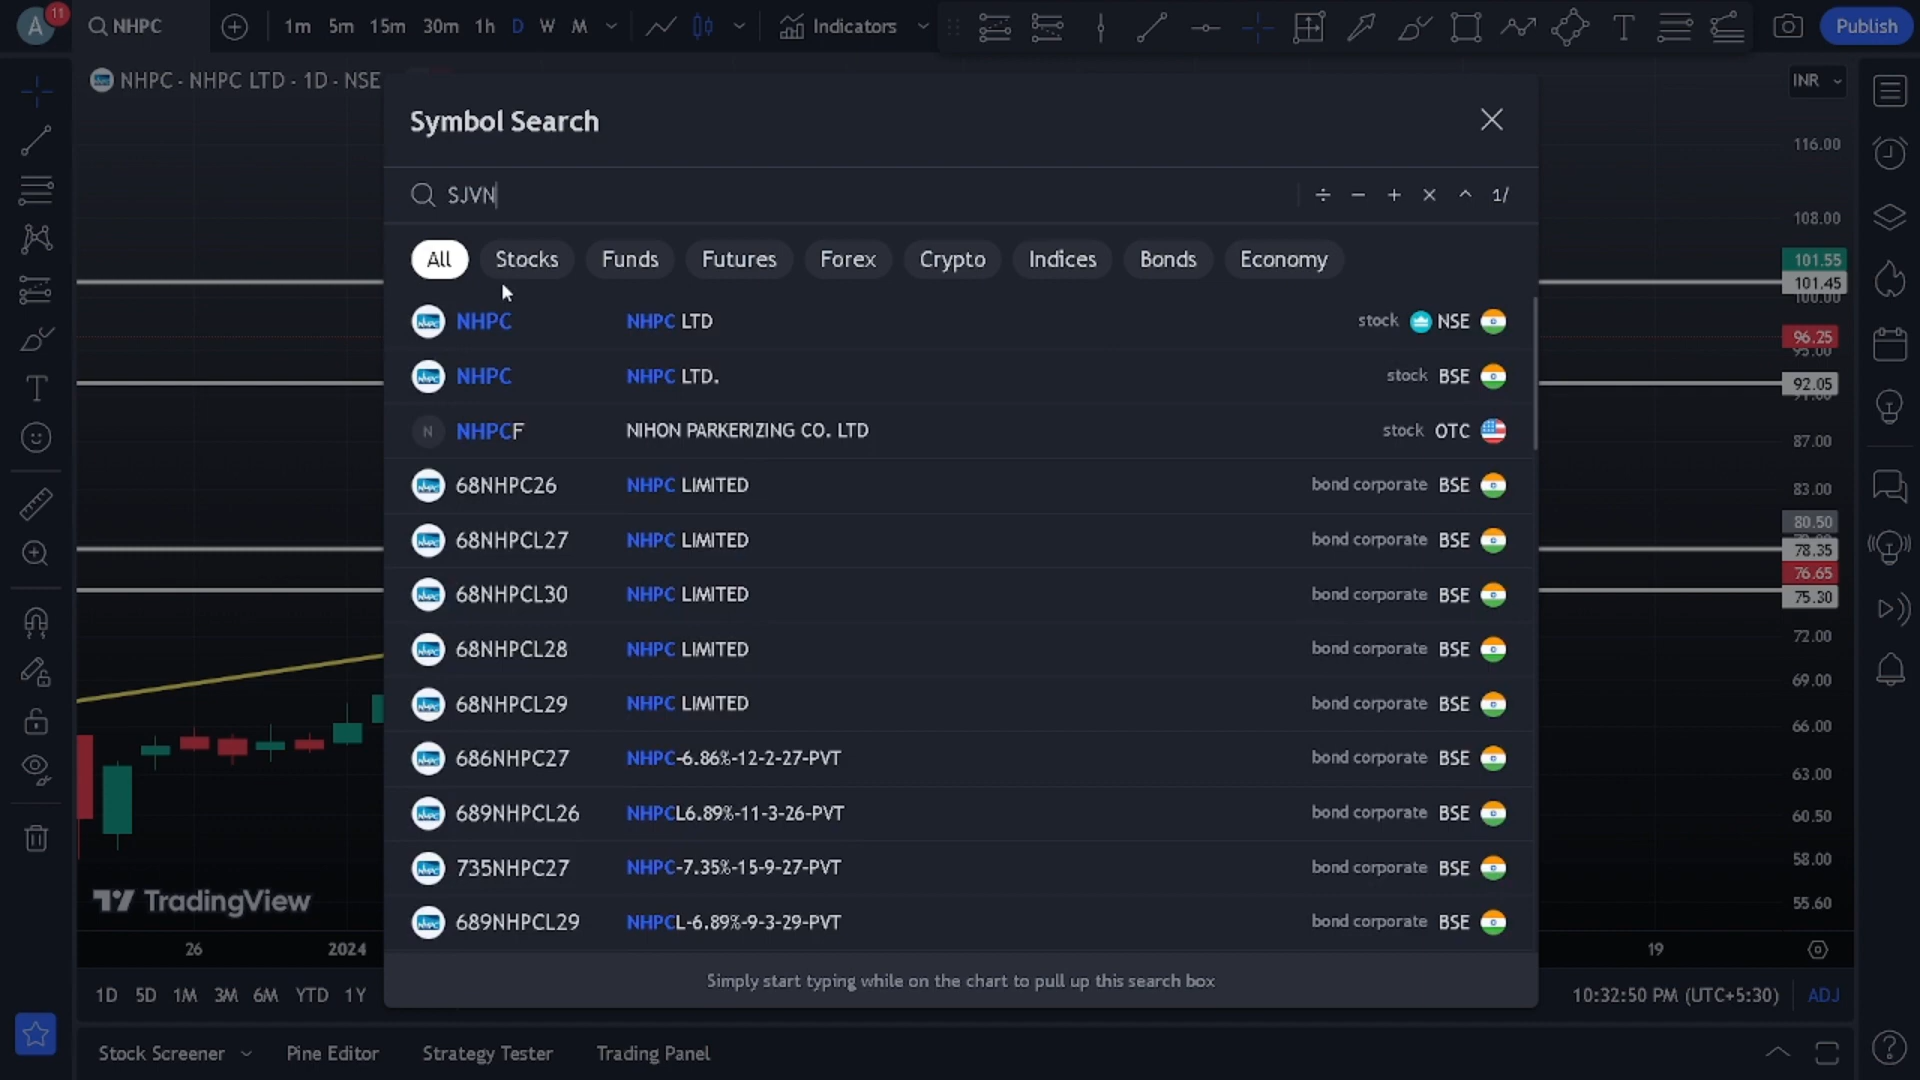 A 11 NHPC 1m 5m 15m 30m 1h D W M Indicators Publish
NHPC - NHPC LTD - 1D - NSE
INR
Symbol Search
SJVN
÷ − + × ^ 1/
All Stocks Funds Futures Forex Crypto Indices Bonds Economy
NHPC NHPC LTD stock NSE
NHPC NHPC LTD. stock BSE
N NHPCF NIHON PARKERIZING CO. LTD stock OTC
68NHPC26 NHPC LIMITED bond corporate BSE
68NHPCL27 NHPC LIMITED bond corporate BSE
68NHPCL30 NHPC LIMITED bond corporate BSE
68NHPCL28 NHPC LIMITED bond corporate BSE
68NHPCL29 NHPC LIMITED bond corporate BSE
686NHPC27 NHPC-6.86%-12-2-27-PVT bond corporate BSE
689NHPCL26 NHPCL6.89%-11-3-26-PVT bond corporate BSE
735NHPC27 NHPC-7.35%-15-9-27-PVT bond corporate BSE
689NHPCL29 NHPCL-6.89%-9-3-29-PVT bond corporate BSE
Simply start typing while on the chart to pull up this search box
116.00
108.00
101.55
101.45
100.00
96.25
95.00
92.05
91.00
87.00
83.00
80.50
78.35
76.65
75.30
72.00
69.00
66.00
63.00
60.50
58.00
55.60
TradingView
26 2024 19
1D 5D 1M 3M 6M YTD 1Y
10:32:50 PM (UTC+5:30) ADJ
Stock Screener Pine Editor Strategy Tester Trading Panel